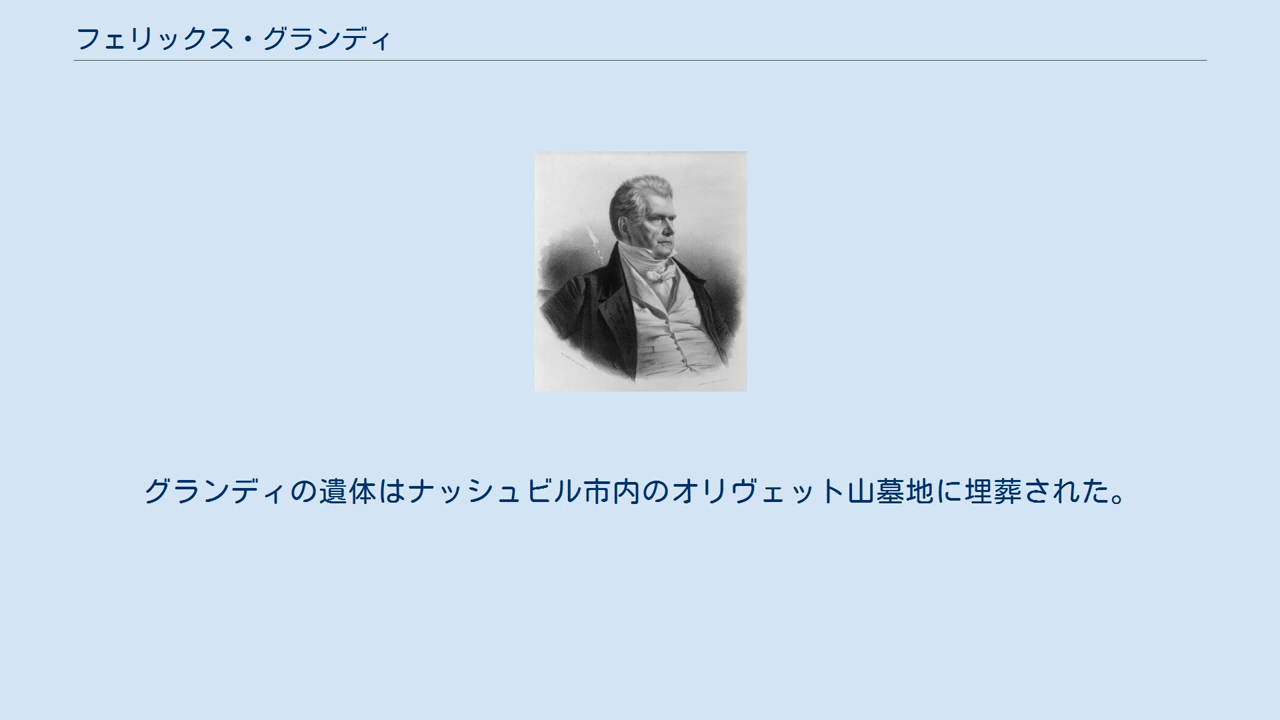 フェリックス・グランディ
グランディの遺体はナッシュビル市内のオリヴェット山墓地に埋葬された。